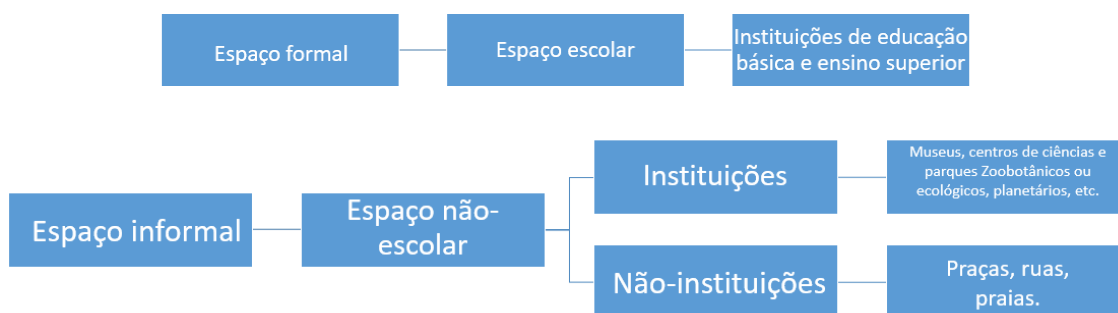 Espaço formal
Espaço escolar
Instituições de educação
básica e ensino superior
Espaço informal
Espaço não-
escolar
Instituições
Museus, centros de ciências e
parques Zoobotânicos ou
ecológicos, planetários, etc.
Não-instituições
Praças, ruas,
praias.